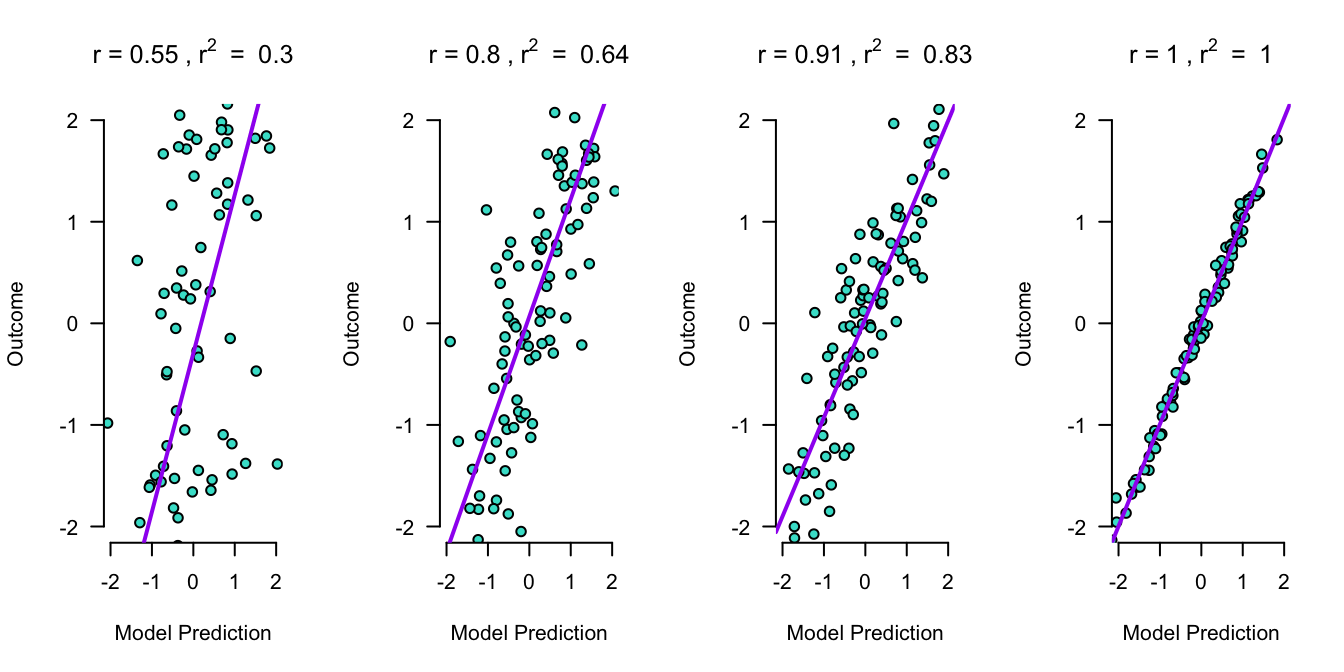 r = 0.55 , r² = 0.3
Outcome
2
1
0
-1
-2
-2 -1 0 1 2
Model Prediction
r = 0.8 , r² = 0.64
Outcome
2
1
0
-1
-2
-2 -1 0 1 2
Model Prediction
r = 0.91 , r² = 0.83
Outcome
2
1
0
-1
-2
-2 -1 0 1 2
Model Prediction
r = 1 , r² = 1
Outcome
2
1
0
-1
-2
-2 -1 0 1 2
Model Prediction